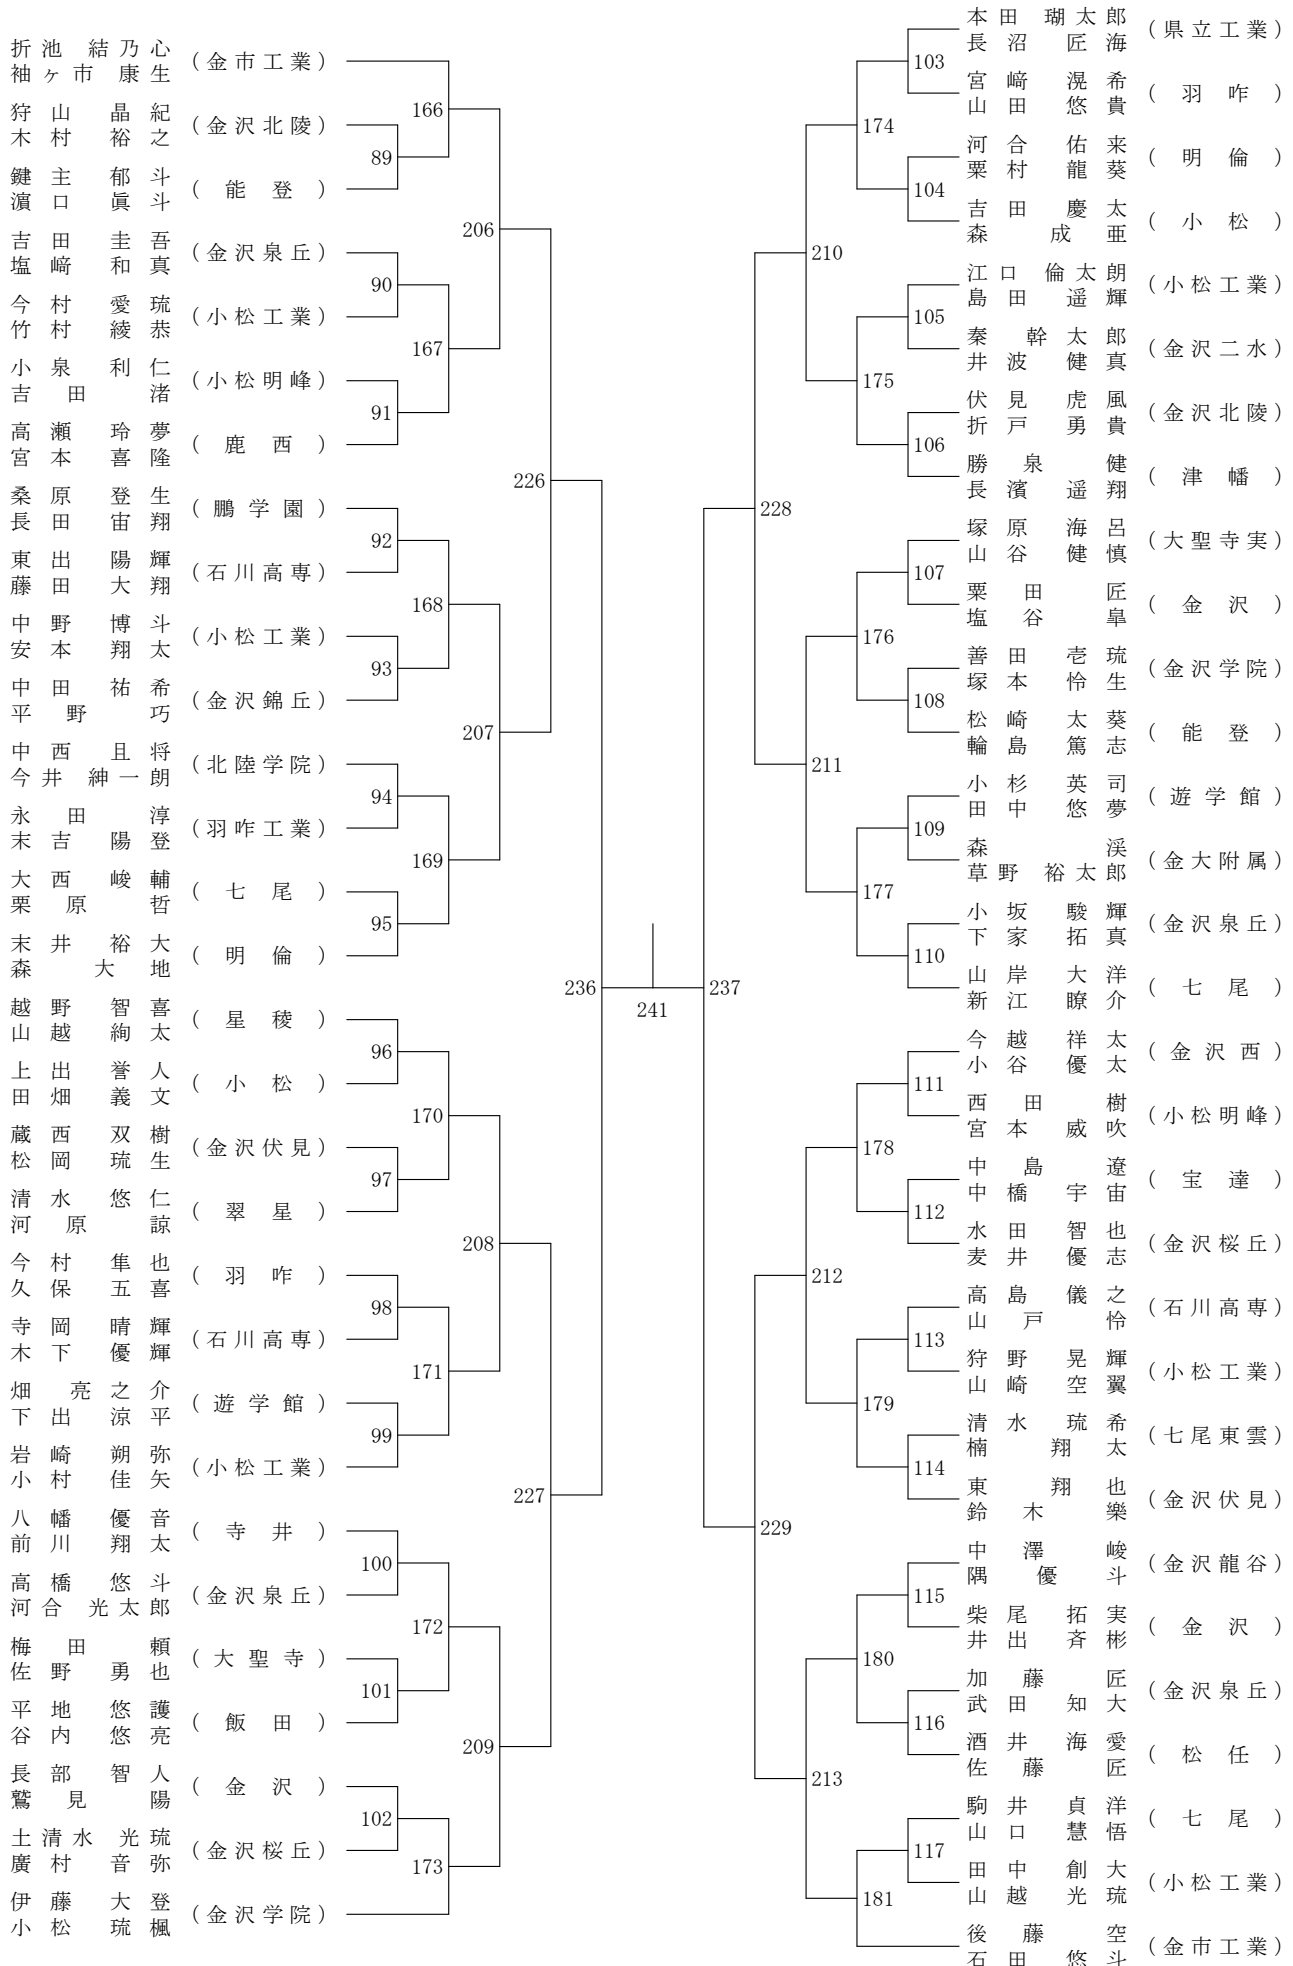 折池 結乃心
袖ヶ市 康生
(金市工業)
狩山 晶紀
木村 裕之
(金沢北陵)
鍵主 郁斗
濵口 眞斗
(能登)
吉田 圭吾
塩﨑 和真
(金沢泉丘)
今村 愛琉
竹村 綾恭
(小松工業)
小泉 利仁
吉田 渚
(小松明峰)
高瀬 玲夢
宮本 喜隆
(鹿西)
桑原 登生
長田 宙翔
(鵬学園)
東出 陽輝
藤田 大翔
(石川高専)
中野 博斗
安本 翔太
(小松工業)
中田 祐希
平野 巧
(金沢錦丘)
中西 且将
今井 紳一朗
(北陸学院)
永田 淳
末吉 陽登
(羽咋工業)
大西 峻輔
栗原 哲
(七尾)
末井 裕大
森 大地
(明倫)
越野 智喜
山越 絢太
(星稜)
上出 誉人
田畑 義文
(小松)
蔵西 双樹
松岡 琉生
(金沢伏見)
清水 悠仁
河原 諒
(翠星)
今村 隼也
久保 五喜
(羽咋)
寺岡 晴輝
木下 優輝
(石川高専)
畑 亮之介
下出 涼平
(遊学館)
岩崎 朔弥
小村 佳矢
(小松工業)
八幡 優音
前川 翔太
(寺井)
高橋 悠斗
河合 光太郎
(金沢泉丘)
梅田 頼
佐野 勇也
(大聖寺)
平地 悠護
谷内 悠亮
(飯田)
長部 智人
鷲見 陽
(金沢)
土清水 光琉
廣村 音弥
(金沢桜丘)
伊藤 大登
小松 琉楓
(金沢学院)
89
90
91
92
93
94
95
96
97
98
99
100
101
102
166
167
168
169
170
171
172
173
206
207
208
209
226
227
236
241
237
228
229
210
211
212
213
174
175
176
177
178
179
180
181
103
104
105
106
107
108
109
110
111
112
113
114
115
116
117
本田 瑚太郎
長沼 匠海
(県立工業)
宮﨑 滉希
山田 悠貴
(羽咋)
河合 佑来
粟村 龍葵
(明倫)
吉田 慶太
森 成亜
(小松)
江口 倫太朗
島田 遥輝
(小松工業)
秦 幹太郎
井波 健真
(金沢二水)
伏見 虎風
折戸 勇貴
(金沢北陵)
勝泉 健
長濱 遥翔
(津幡)
塚原 海呂
山谷 健慎
(大聖寺実)
粟田 匠
塩谷 皐
(金沢)
善田 壱琉
塚本 怜生
(金沢学院)
松崎 太葵
輪島 篤志
(能登)
小杉 英司
田中 悠夢
(遊学館)
森 渓
草野 裕太郎
(金大附属)
小坂 駿輝
下家 拓真
(金沢泉丘)
山岸 大洋
新江 瞭介
(七尾)
今越 祥太
小谷 優太
(金沢西)
西田 樹
宮本 威吹
(小松明峰)
中島 遼
中橋 宇宙
(宝達)
水田 智也
麦井 優志
(金沢桜丘)
高島 儀之
山戸 怜
(石川高専)
狩野 晃輝
山崎 空翼
(小松工業)
清水 琉希
楠 翔太
(七尾東雲)
東 翔也
鈴木 樂
(金沢伏見)
中澤 峻
隅 優斗
(金沢龍谷)
柴尾 拓実
井出 斉彬
(金沢)
加藤 匠
武田 知大
(金沢泉丘)
酒井 海愛
佐藤 匠
(松任)
駒井 貞洋
山口 慧悟
(七尾)
田中 創大
山越 光琉
(小松工業)
後藤 空
石田 悠斗
(金市工業)